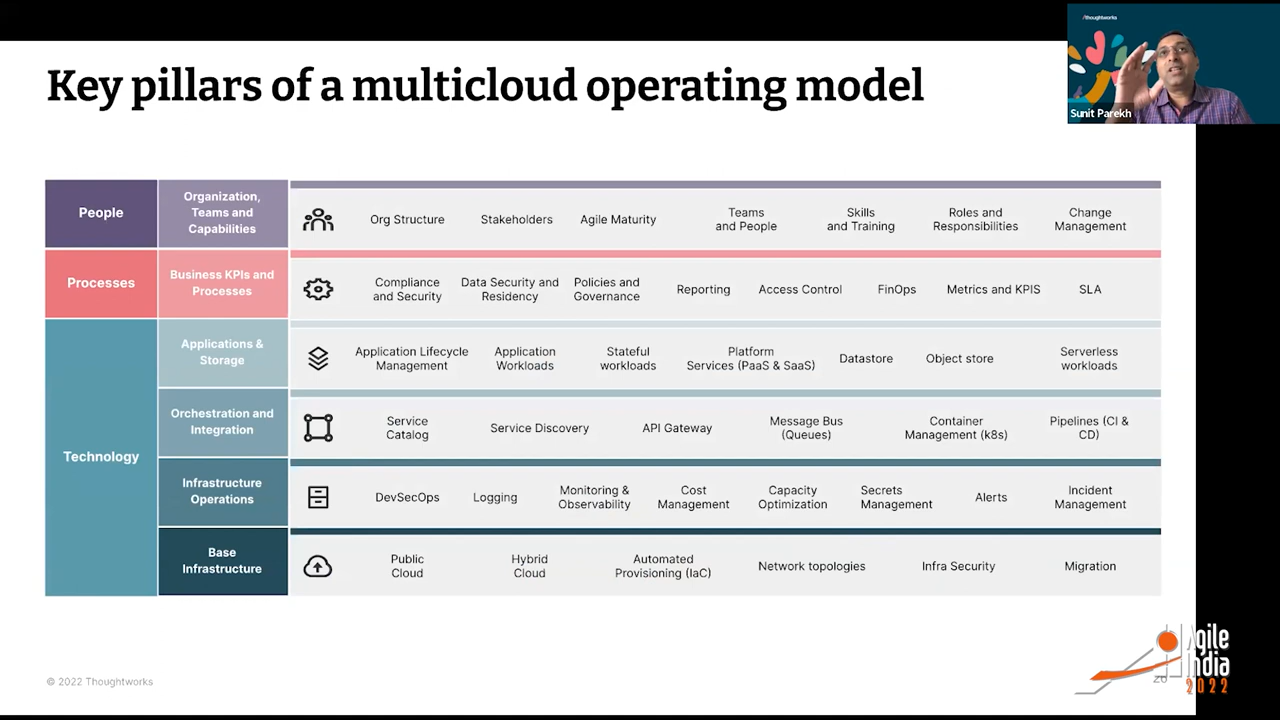 /thoughtworks
Sunit Parekh
Key pillars of a multicloud operating model
People
Organization,
Teams and
Capabilities
Org Structure
Stakeholders
Agile Maturity
Teams
and People
Skills
and Training
Roles and
Responsibilities
Change
Management
Processes
Business KPIs and
Processes
Compliance
and Security
Data Security and
Residency
Policies and
Governance
Reporting
Access Control
FinOps
Metrics and KPIS
SLA
Technology
Applications &
Storage
Application Lifecycle
Management
Application
Workloads
Stateful
workloads
Platform
Services (PaaS & SaaS)
Datastore
Object store
Serverless
workloads
Orchestration and
Integration
Service
Catalog
Service Discovery
API Gateway
Message Bus
(Queues)
Container
Management (k8s)
Pipelines (CI &
CD)
Infrastructure
Operations
DevSecOps
Logging
Monitoring &
Observability
Cost
Management
Capacity
Optimization
Secrets
Management
Alerts
Incident
Management
Base
Infrastructure
Public
Cloud
Hybrid
Cloud
Automated
Provisioning (IaC)
Network topologies
Infra Security
Migration
© 2022 Thoughtworks
Agile
India
2022